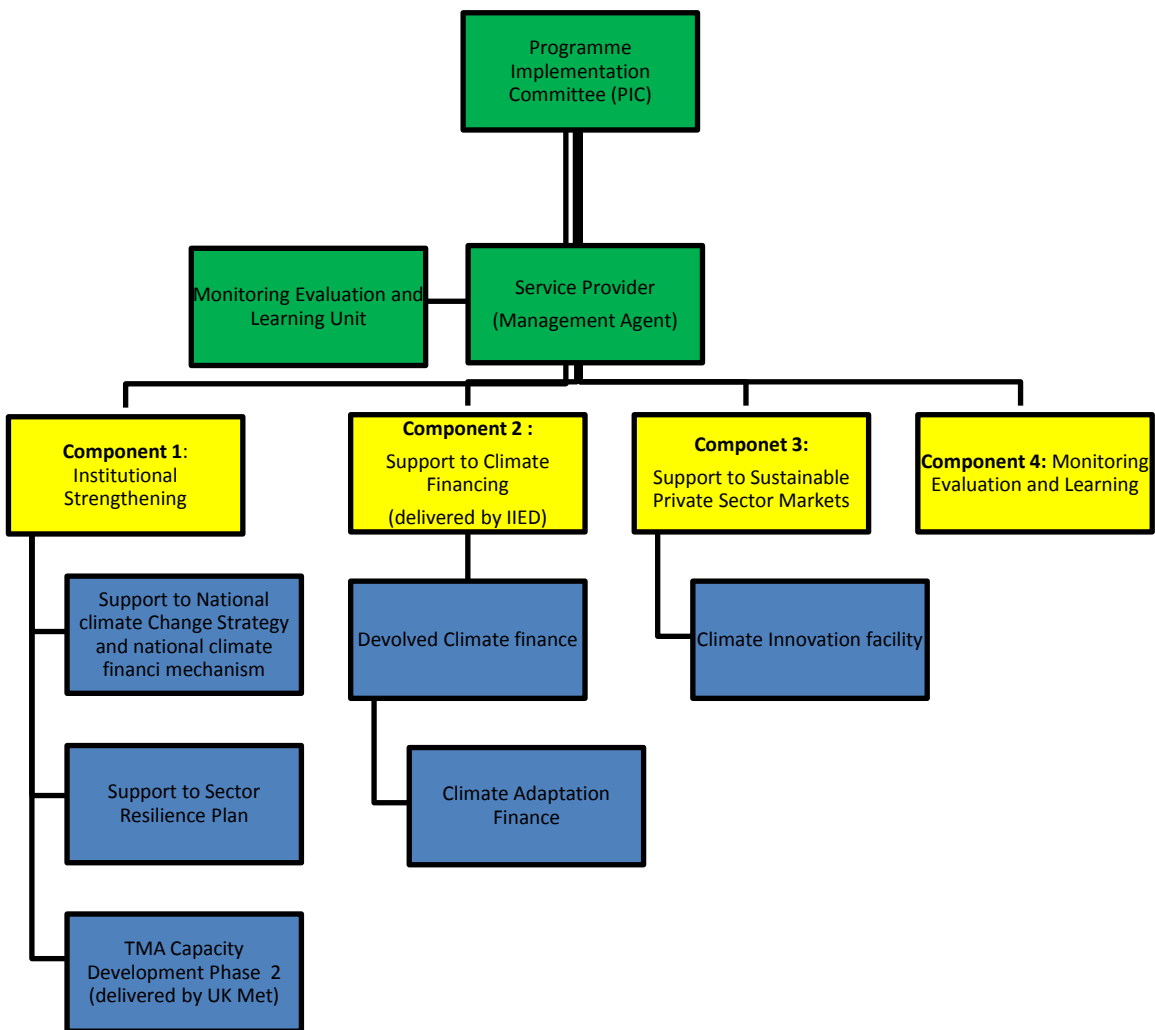 Programme
Implementation
Committee (PIC)
Monitoring Evaluation and
Learning Unit
Service Provider
(Management Agent)
Component 1:
Institutional
Strengthening
Component 2 :
Support to Climate
Financing
(delivered by IIED)
Componet 3:
Support to Sustainable
Private Sector Markets
Component 4: Monitoring
Evaluation and Learning
Support to National
climate Change Strategy
and national climate
financi mechanism
Devolved Climate finance
Climate Innovation facility
Support to Sector
Resilience Plan
Climate Adaptation
Finance
TMA Capacity
Development Phase  2
(delivered by UK Met)